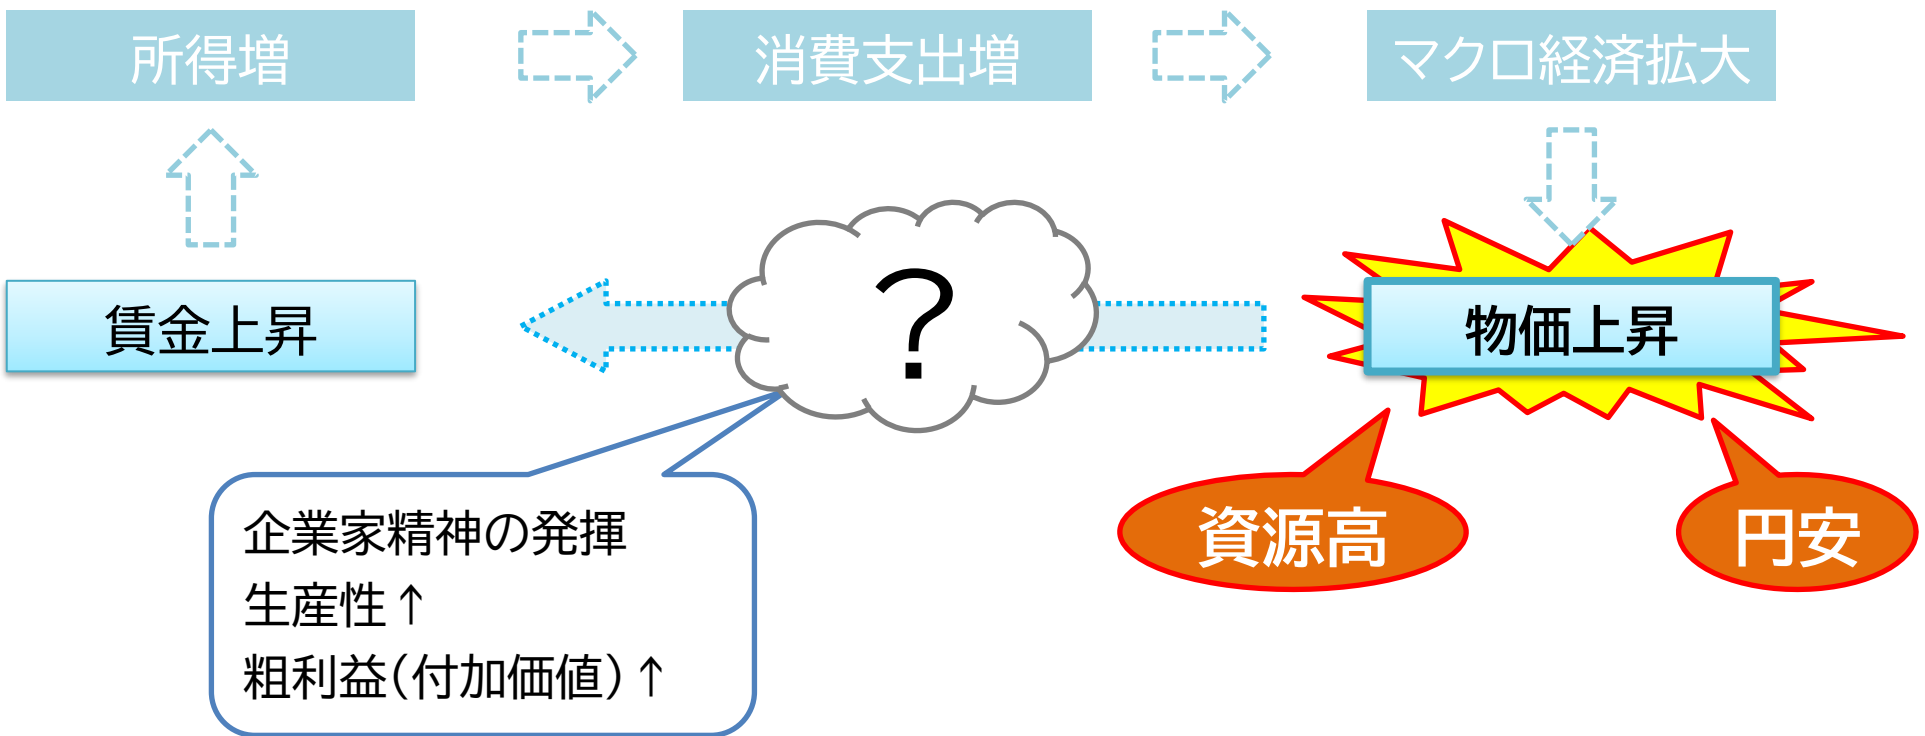 所得増
消費支出増
マクロ経済拡大
賃金上昇
?
物価上昇
企業家精神の発揮
生産性↑
粗利益(付加価値)↑
資源高
円安